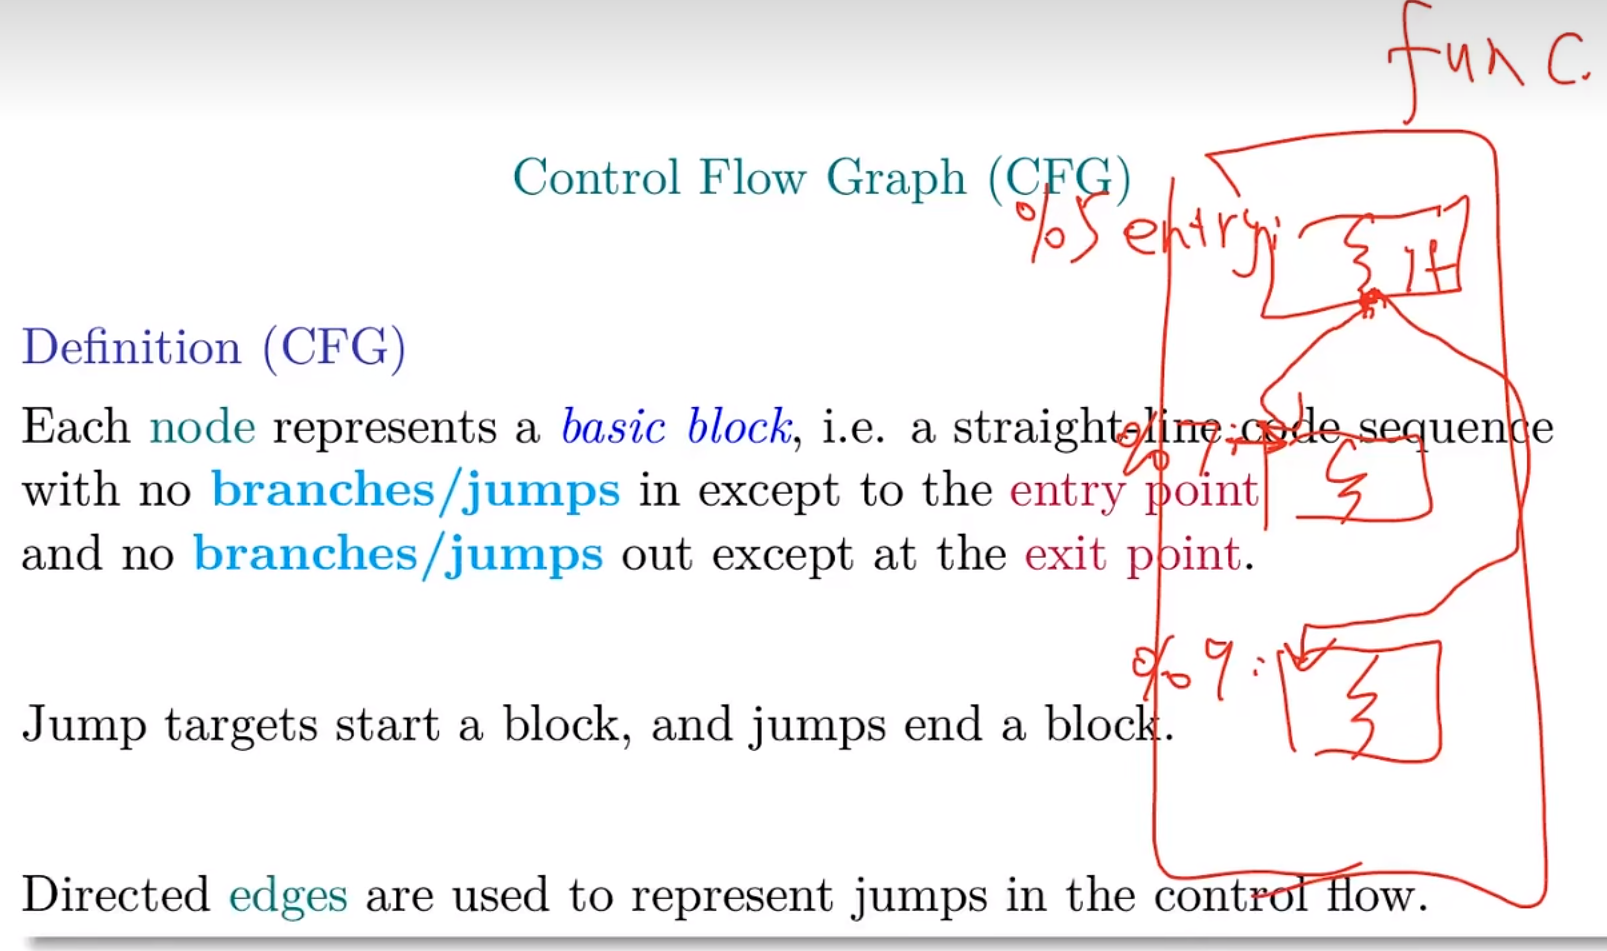 func.
Control Flow Graph (CFG)
%5 entry:
if
Definition (CFG)
Each node represents a basic block, i.e. a straight-line code sequence
%7:
with no branches/jumps in except to the entry point
and no branches/jumps out except at the exit point.
%9:
Jump targets start a block, and jumps end a block.
Directed edges are used to represent jumps in the control flow.